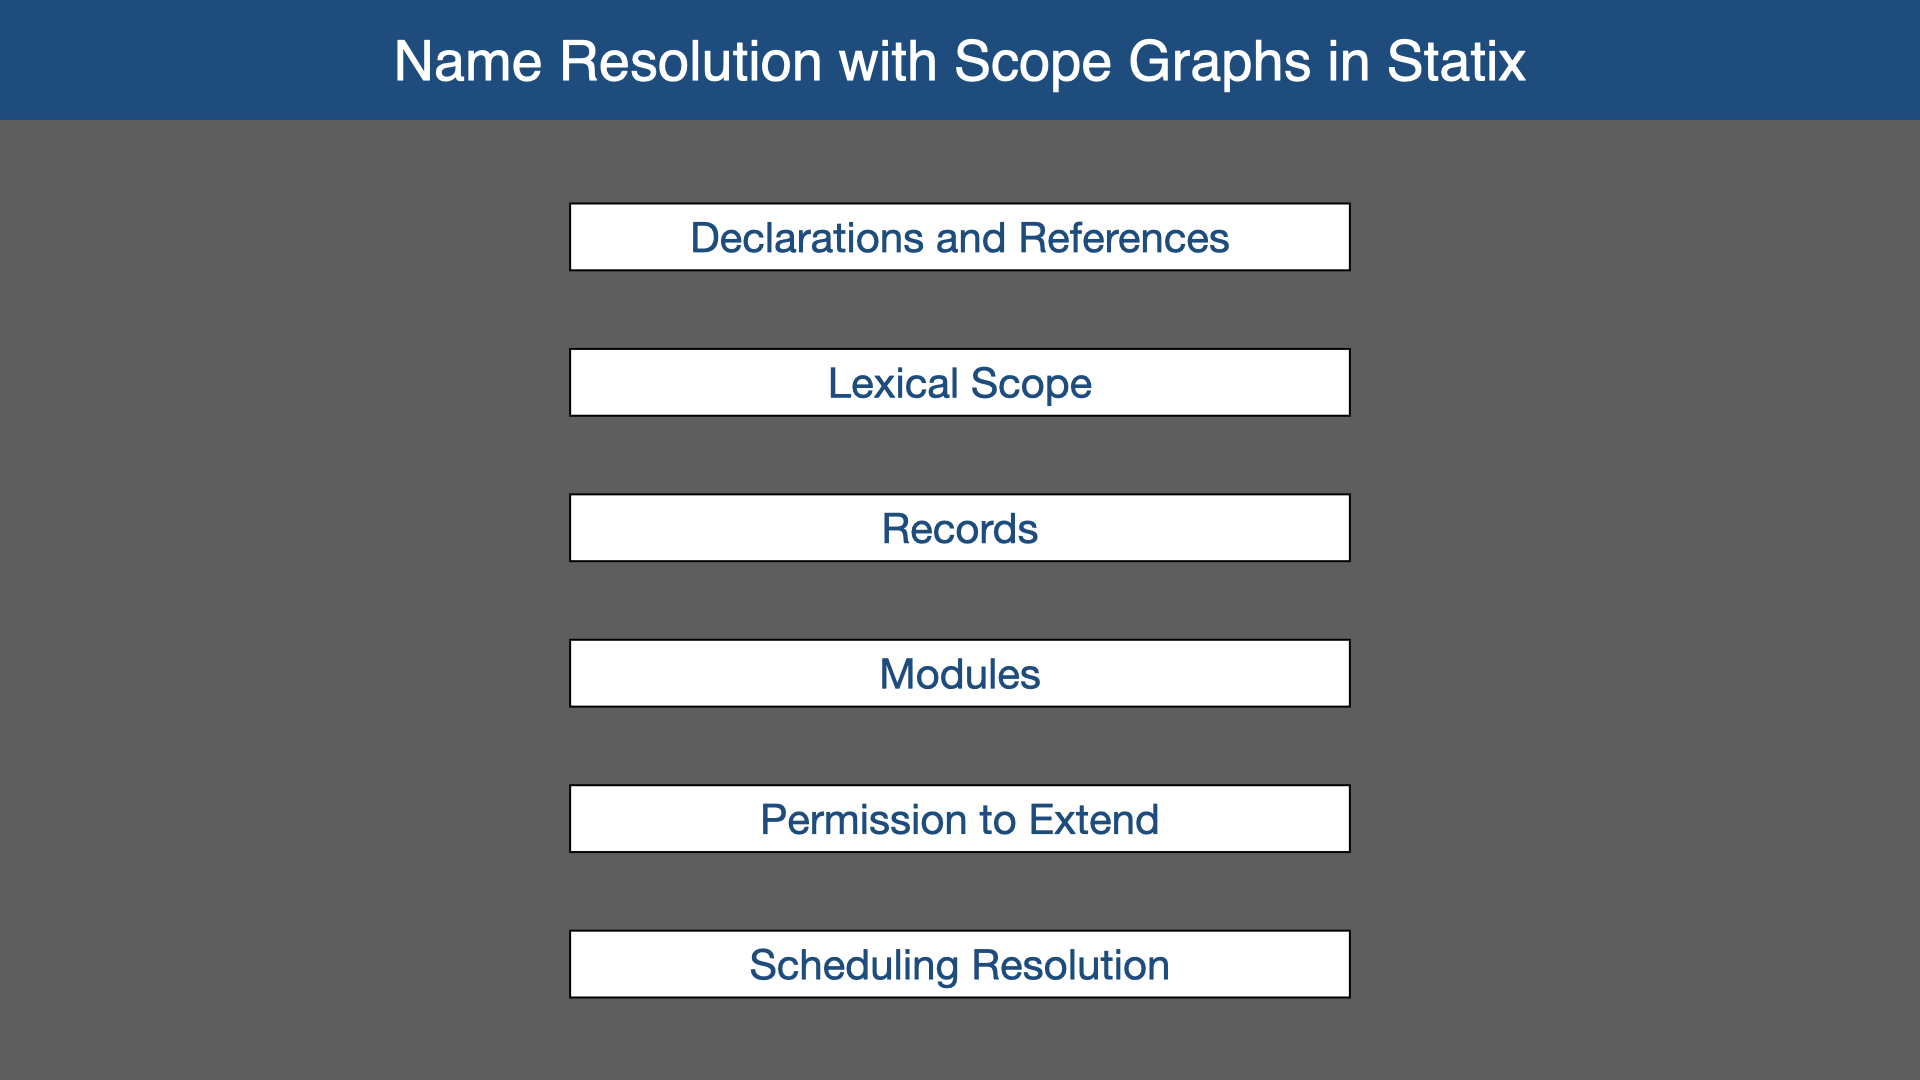 Name Resolution with Scope Graphs in Statix
Declarations and References
Lexical Scope
Records
Modules
Permission to Extend
Scheduling Resolution